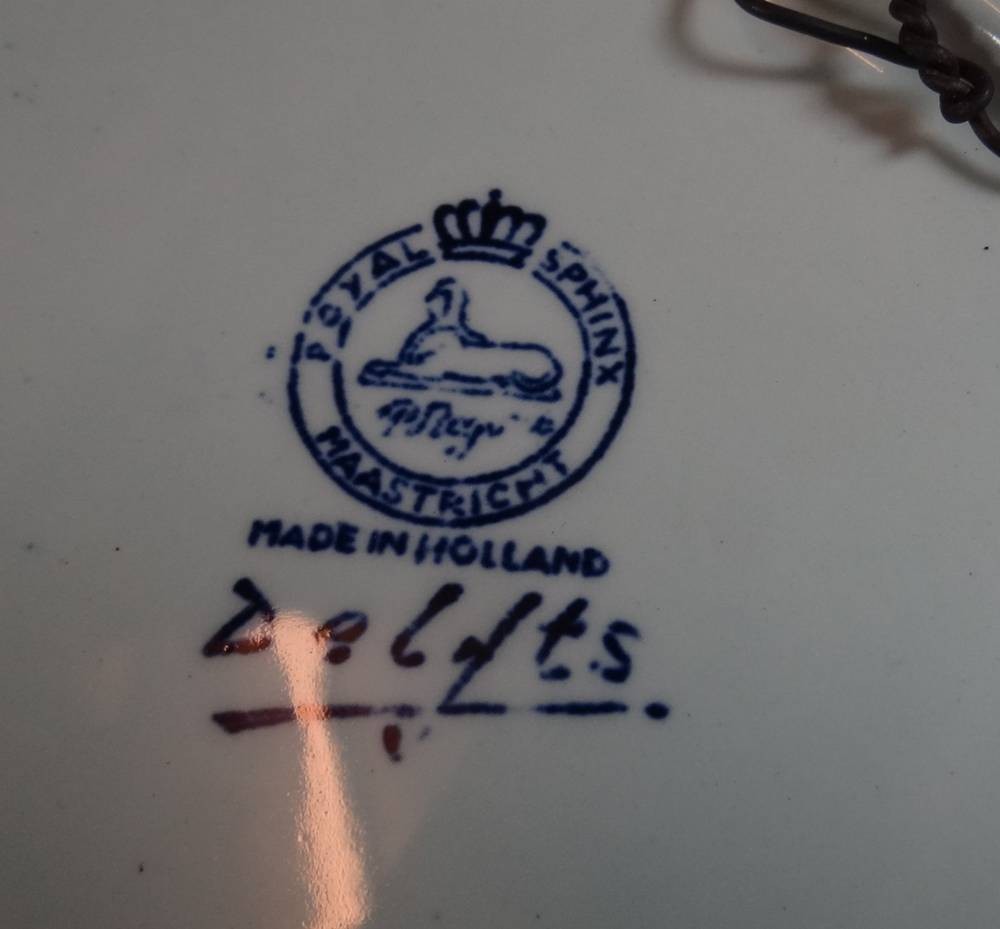 ROYAL SPHINX
MAASTRICHT
MADE IN HOLLAND
Delfts